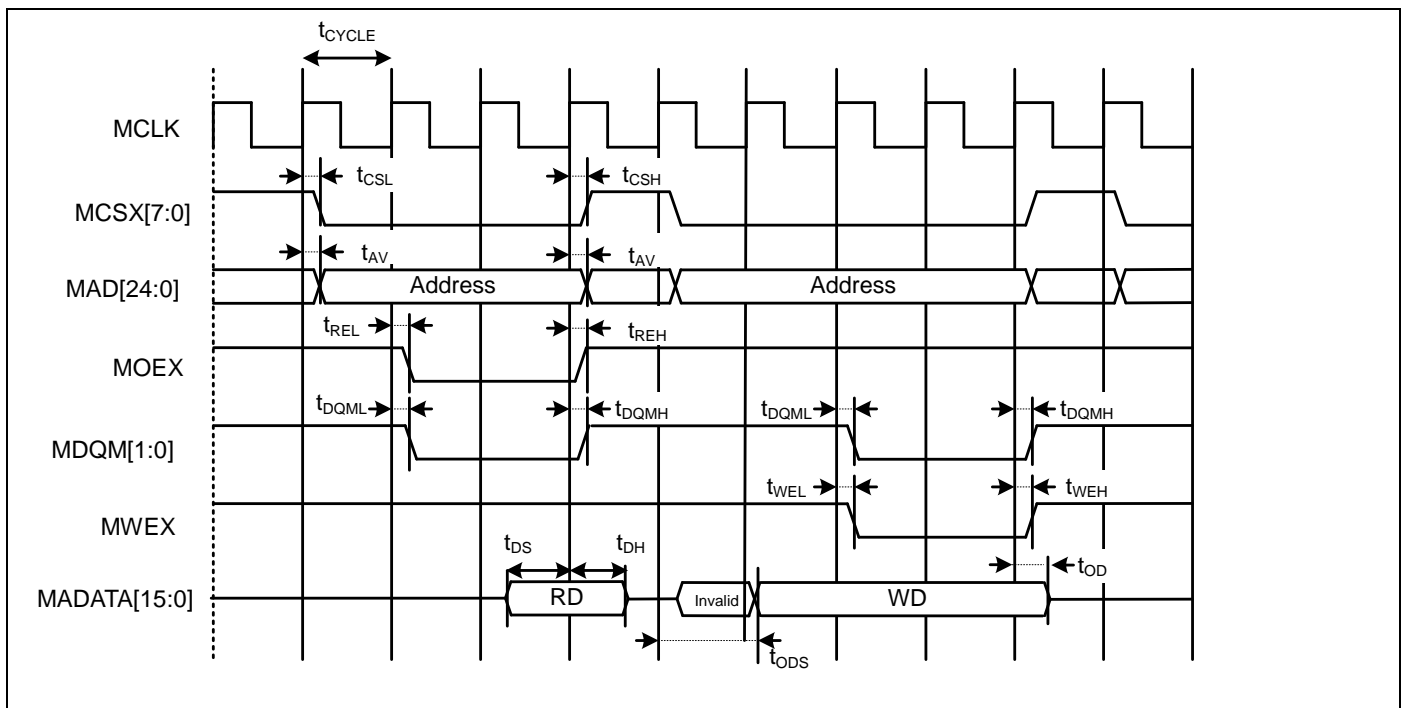 tCYCLE
MCLK
tCSL tCSH
MCSX[7:0]
tAV tAV
MAD[24:0] Address Address
tREL tREH
MOEX
tDQML tDQMH tDQML tDQMH
MDQM[1:0]
tWEL tWEH
MWEX
tDS tDH tOD
MADATA[15:0] RD Invalid WD
tODS